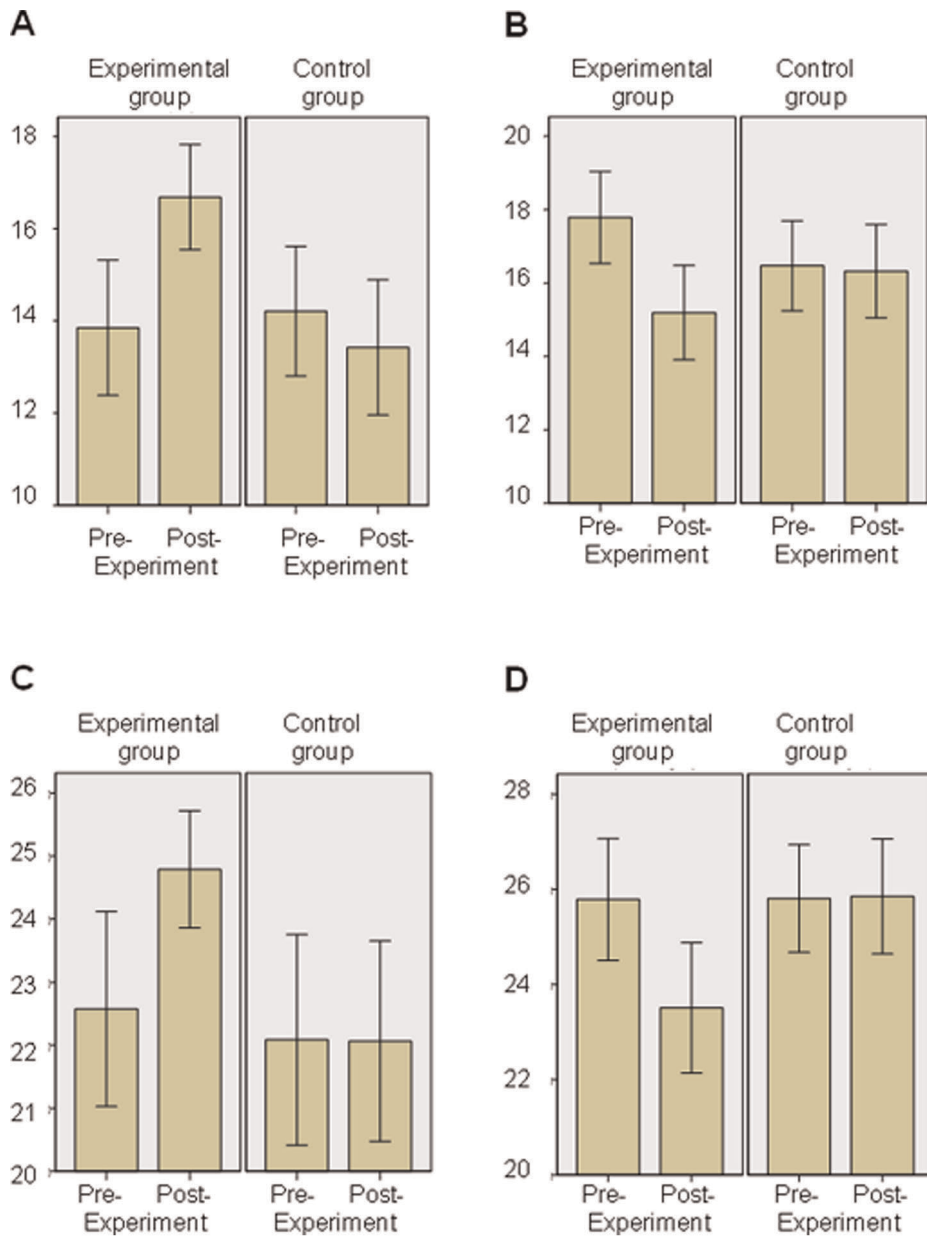 A
Experimental group
Control group
18
16
14
12
10
Pre- Post-
Experiment
Pre- Post-
Experiment
B
Experimental group
Control group
20
18
16
14
12
10
Pre- Post-
Experiment
Pre- Post-
Experiment
C
Experimental group
Control group
26
25
24
23
22
21
20
Pre- Post-
Experiment
Pre- Post-
Experiment
D
Experimental group
Control group
28
26
24
22
20
Pre- Post-
Experiment
Pre- Post-
Experiment